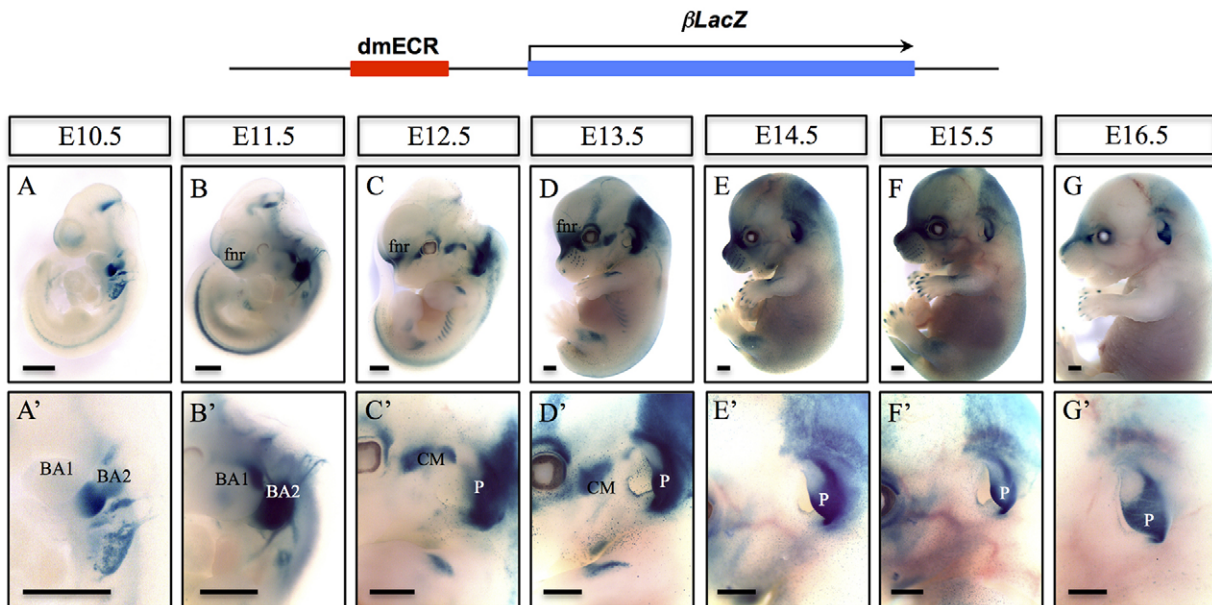 βLacZ
dmECR
E10.5 E11.5 E12.5 E13.5 E14.5 E15.5 E16.5
A B C D E F G
fnr fnr fnr
A' B' C' D' E' F' G'
BA1 BA2 BA1 BA2 CM P CM P P P P